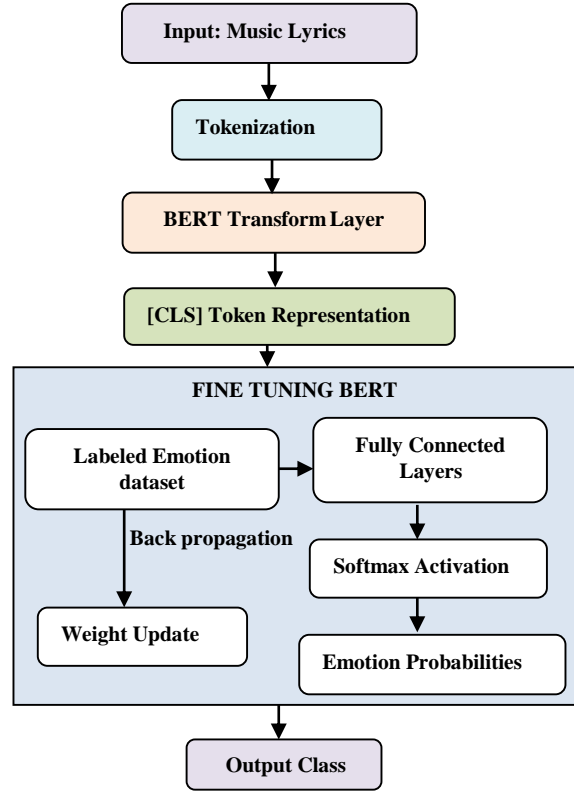 Input: Music Lyrics
Tokenization
BERT Transform Layer
[CLS] Token Representation
FINE TUNING BERT
Labeled Emotion
dataset
Fully Connected
Layers
Back propagation
Softmax Activation
Weight Update
Emotion Probabilities
Output Class